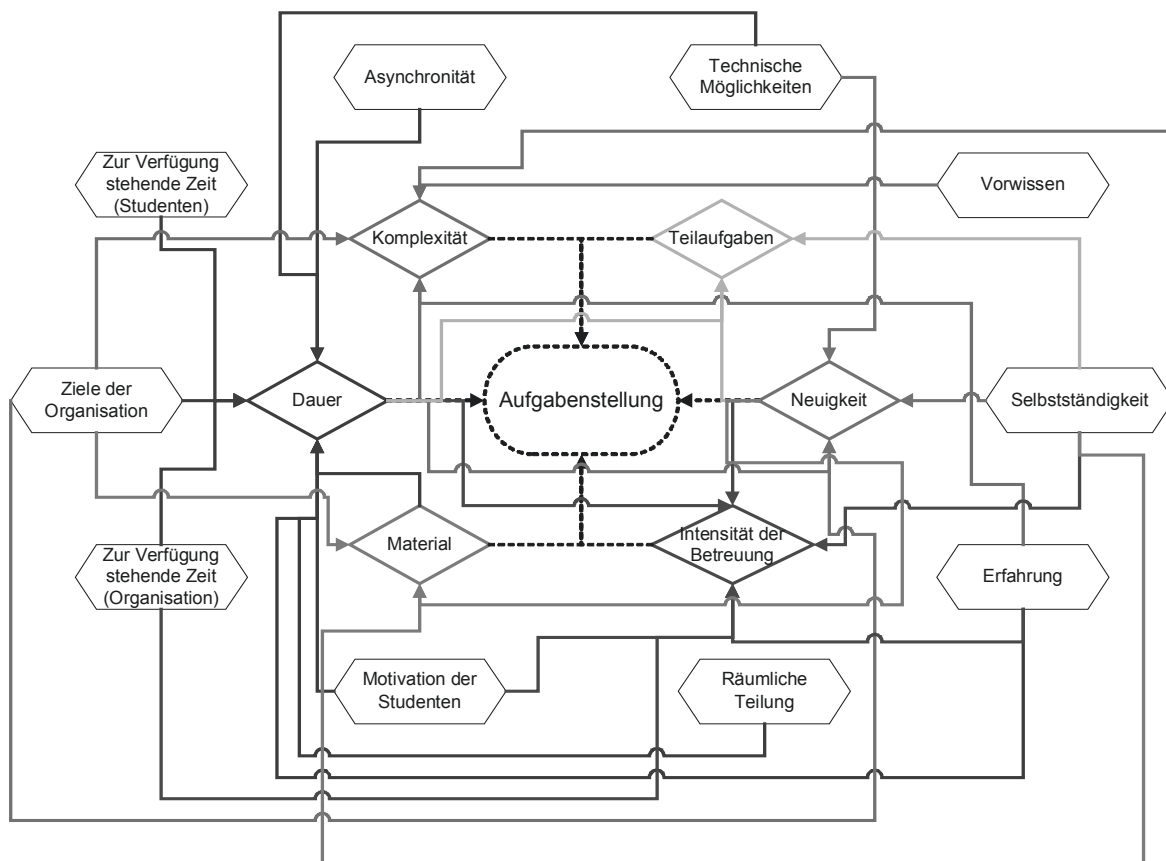 Asynchronität
Technische
Möglichkeiten
Zur Verfügung
stehende Zeit
(Studenten)
Vorwissen
Komplexität
Teilaufgaben
Ziele der
Organisation
Dauer
Aufgabenstellung
Neuigkeit
Selbstständigkeit
Zur Verfügung
stehende Zeit
(Organisation)
Material
Intensität der
Betreuung
Erfahrung
Motivation der
Studenten
Räumliche
Teilung